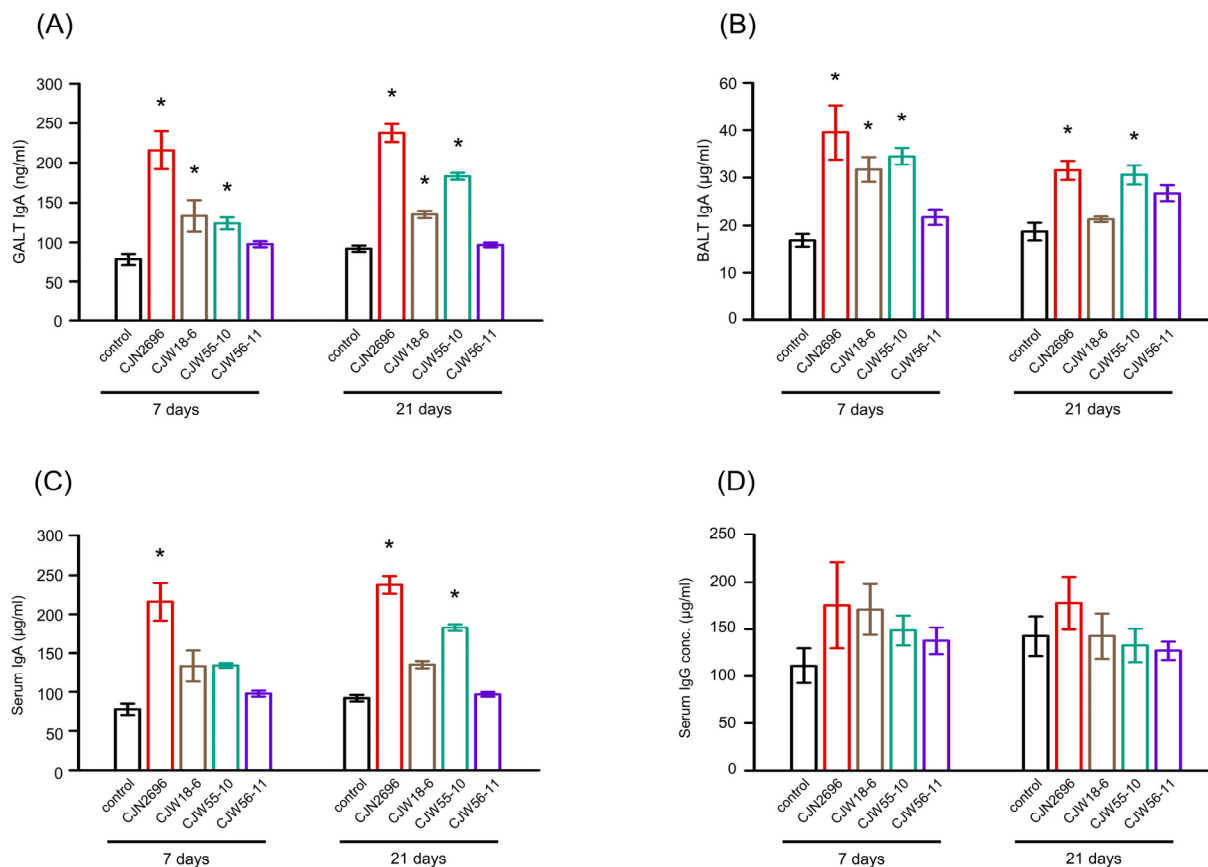 (A)
GALT IgA (ng/ml)
300
250
200
150
100
50
0
* * * * * *
control CJN2696 CJW18-6 CJW55-10 CJW56-11 control CJN2696 CJW18-6 CJW55-10 CJW56-11
7 days 21 days
(B)
BALT IgA (µg/ml)
60
40
30
20
10
0
* * * * *
control CJN2696 CJW18-6 CJW55-10 CJW56-11 control CJN2696 CJW18-6 CJW55-10 CJW56-11
7 days 21 days
(C)
Serum IgA (µg/ml)
300
250
200
150
100
50
0
* * *
control CJN2696 CJW18-6 CJW55-10 CJW56-11 control CJN2696 CJW18-6 CJW55-10 CJW56-11
7 days 21 days
(D)
Serum IgG conc. (µg/ml)
250
200
150
100
50
0
control CJN2696 CJW18-6 CJW55-10 CJW56-11 control CJN2696 CJW18-6 CJW55-10 CJW56-11
7 days 21 days